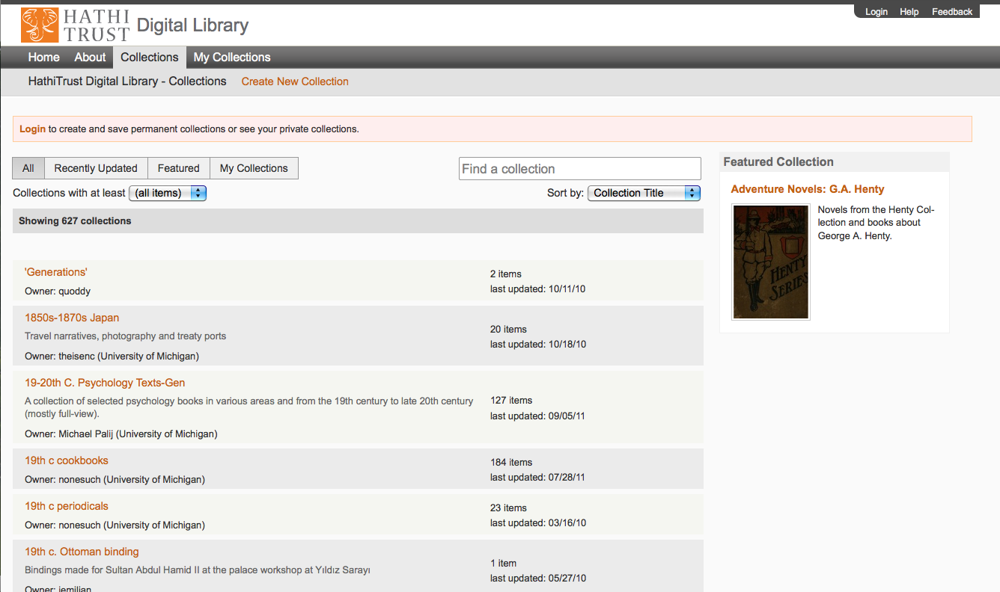 Login Help Feedback
HATHI
TRUST
Digital Library
Home About Collections My Collections
HathiTrust Digital Library - Collections Create New Collection
Login to create and save permanent collections or see your private collections.
All Recently Updated Featured My Collections
Find a collection
Collections with at least (all items)
Sort by: Collection Title
Showing 627 collections
'Generations'
Owner: quoddy
2 items
last updated: 10/11/10
1850s-1870s Japan
Travel narratives, photography and treaty ports
Owner: theisenc (University of Michigan)
20 items
last updated: 10/18/10
19-20th C. Psychology Texts-Gen
A collection of selected psychology books in various areas and from the 19th century to late 20th century
(mostly full-view).
Owner: Michael Palij (University of Michigan)
127 items
last updated: 09/05/11
19th c cookbooks
Owner: nonesuch (University of Michigan)
184 items
last updated: 07/28/11
19th c periodicals
Owner: nonesuch (University of Michigan)
23 items
last updated: 03/16/10
19th c. Ottoman binding
Bindings made for Sultan Abdul Hamid II at the palace workshop at Yıldız Sarayı
Owner: jemilian
1 item
last updated: 05/27/10
Featured Collection
Adventure Novels: G.A. Henty
Novels from the Henty Col-
lection and books about
George A. Henty.
HENTY
SERIES